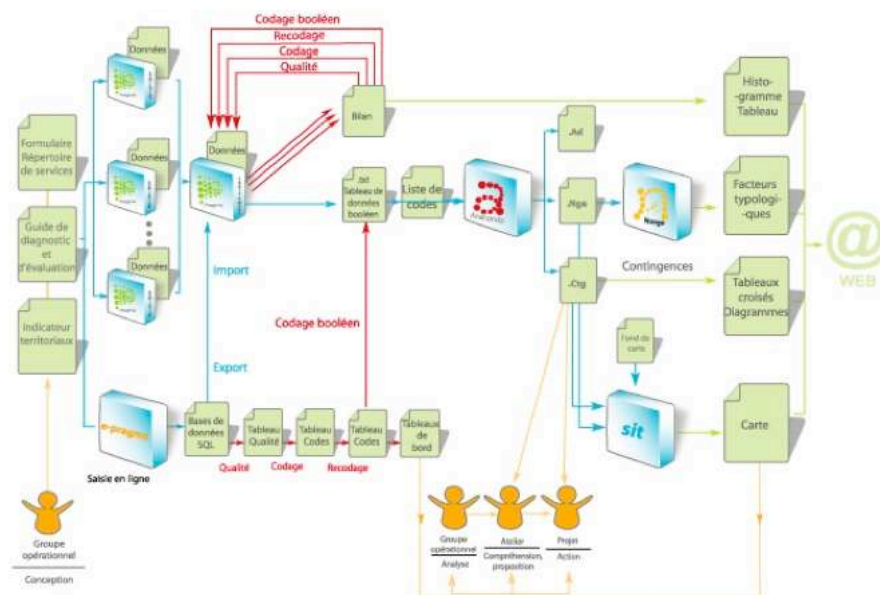 Codage booléen
Recodage
Codage
Qualité
Données
Données
Données
Données
Formulaire
Répertoire
de services
Guide de
diagnostic
et
d'évaluation
Indicateur
territoriaux
Bilan
.txt
Tableau de
données
booléen
Liste de
codes
Anaconda
Histo-
-gramme
Tableau
Nuage
Facteurs
typologi-
-ques
@
WEB
.Ctg
Contingences
Tableaux
croisés
Diagrammes
Import
Export
Codage booléen
Fond de
carte
sit
Carte
e-pragma
Saisie en ligne
Bases de
données
SQL
Tableau
Qualité
Tableau
Codes
Tableau
Codes
Tableaux
de
bord
Qualité
Codage
Recodage
Groupe
opérationnel
Conception
Groupe
opérationnel
Analyse
Atelier
Compréhension,
proposition
Projet
Action